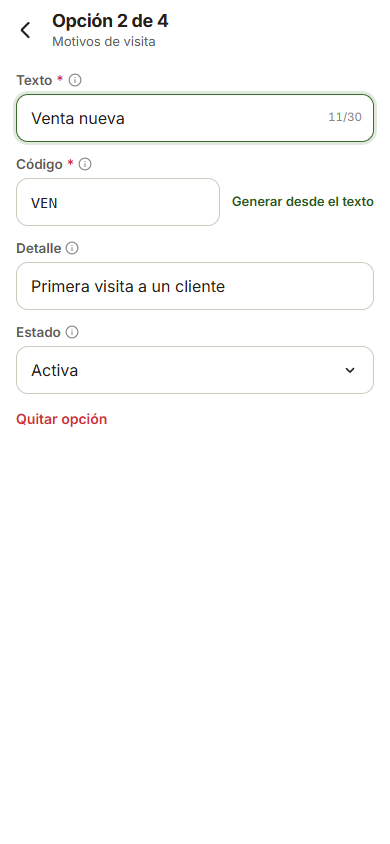 Opción 2 de 4
Motivos de visita
Texto *
Venta nueva 11/30
Código *
VEN Generar desde el texto
Detalle
Primera visita a un cliente
Estado
Activa
Quitar opción